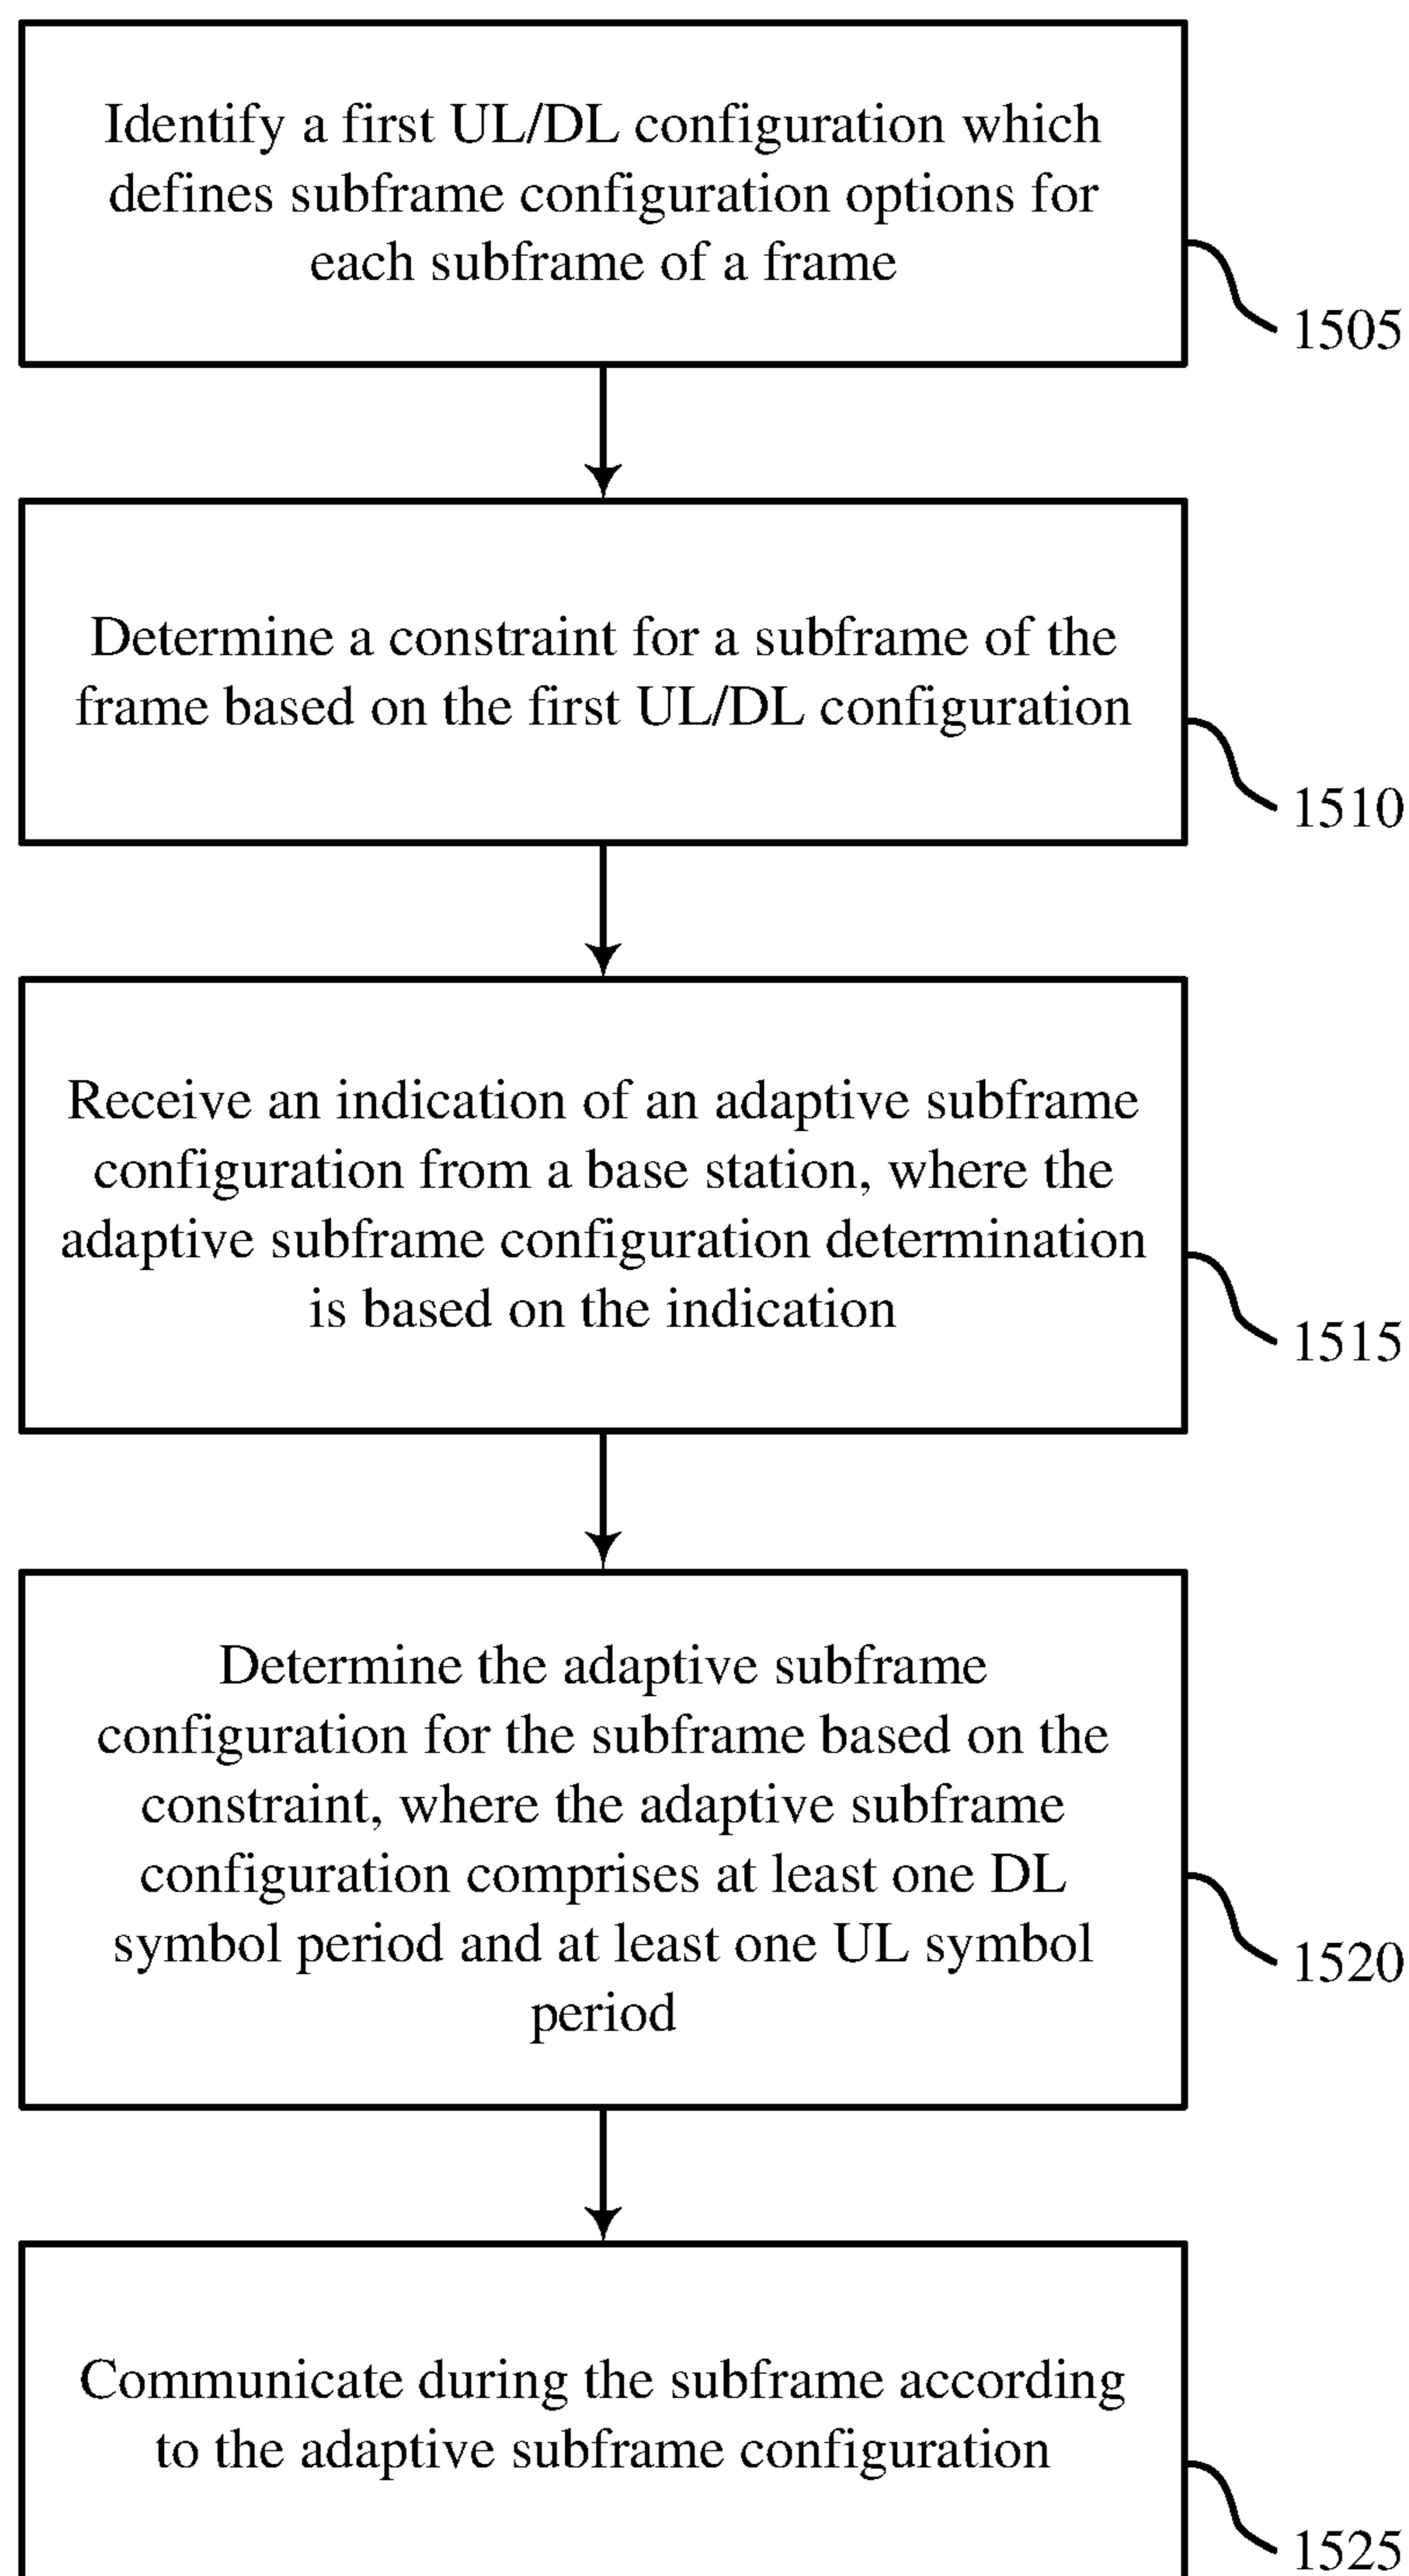 Identify a first UL/DL configuration which
defines subframe configuration options for
each subframe of a frame
1505
Determine a constraint for a subframe of the
frame based on the first UL/DL configuration
1510
Receive an indication of an adaptive subframe
configuration from a base station, where the
adaptive subframe configuration determination
is based on the indication
1515
Determine the adaptive subframe
configuration for the subframe based on the
constraint, where the adaptive subframe
configuration comprises at least one DL
symbol period and at least one UL symbol
period
1520
Communicate during the subframe according
to the adaptive subframe configuration
1525